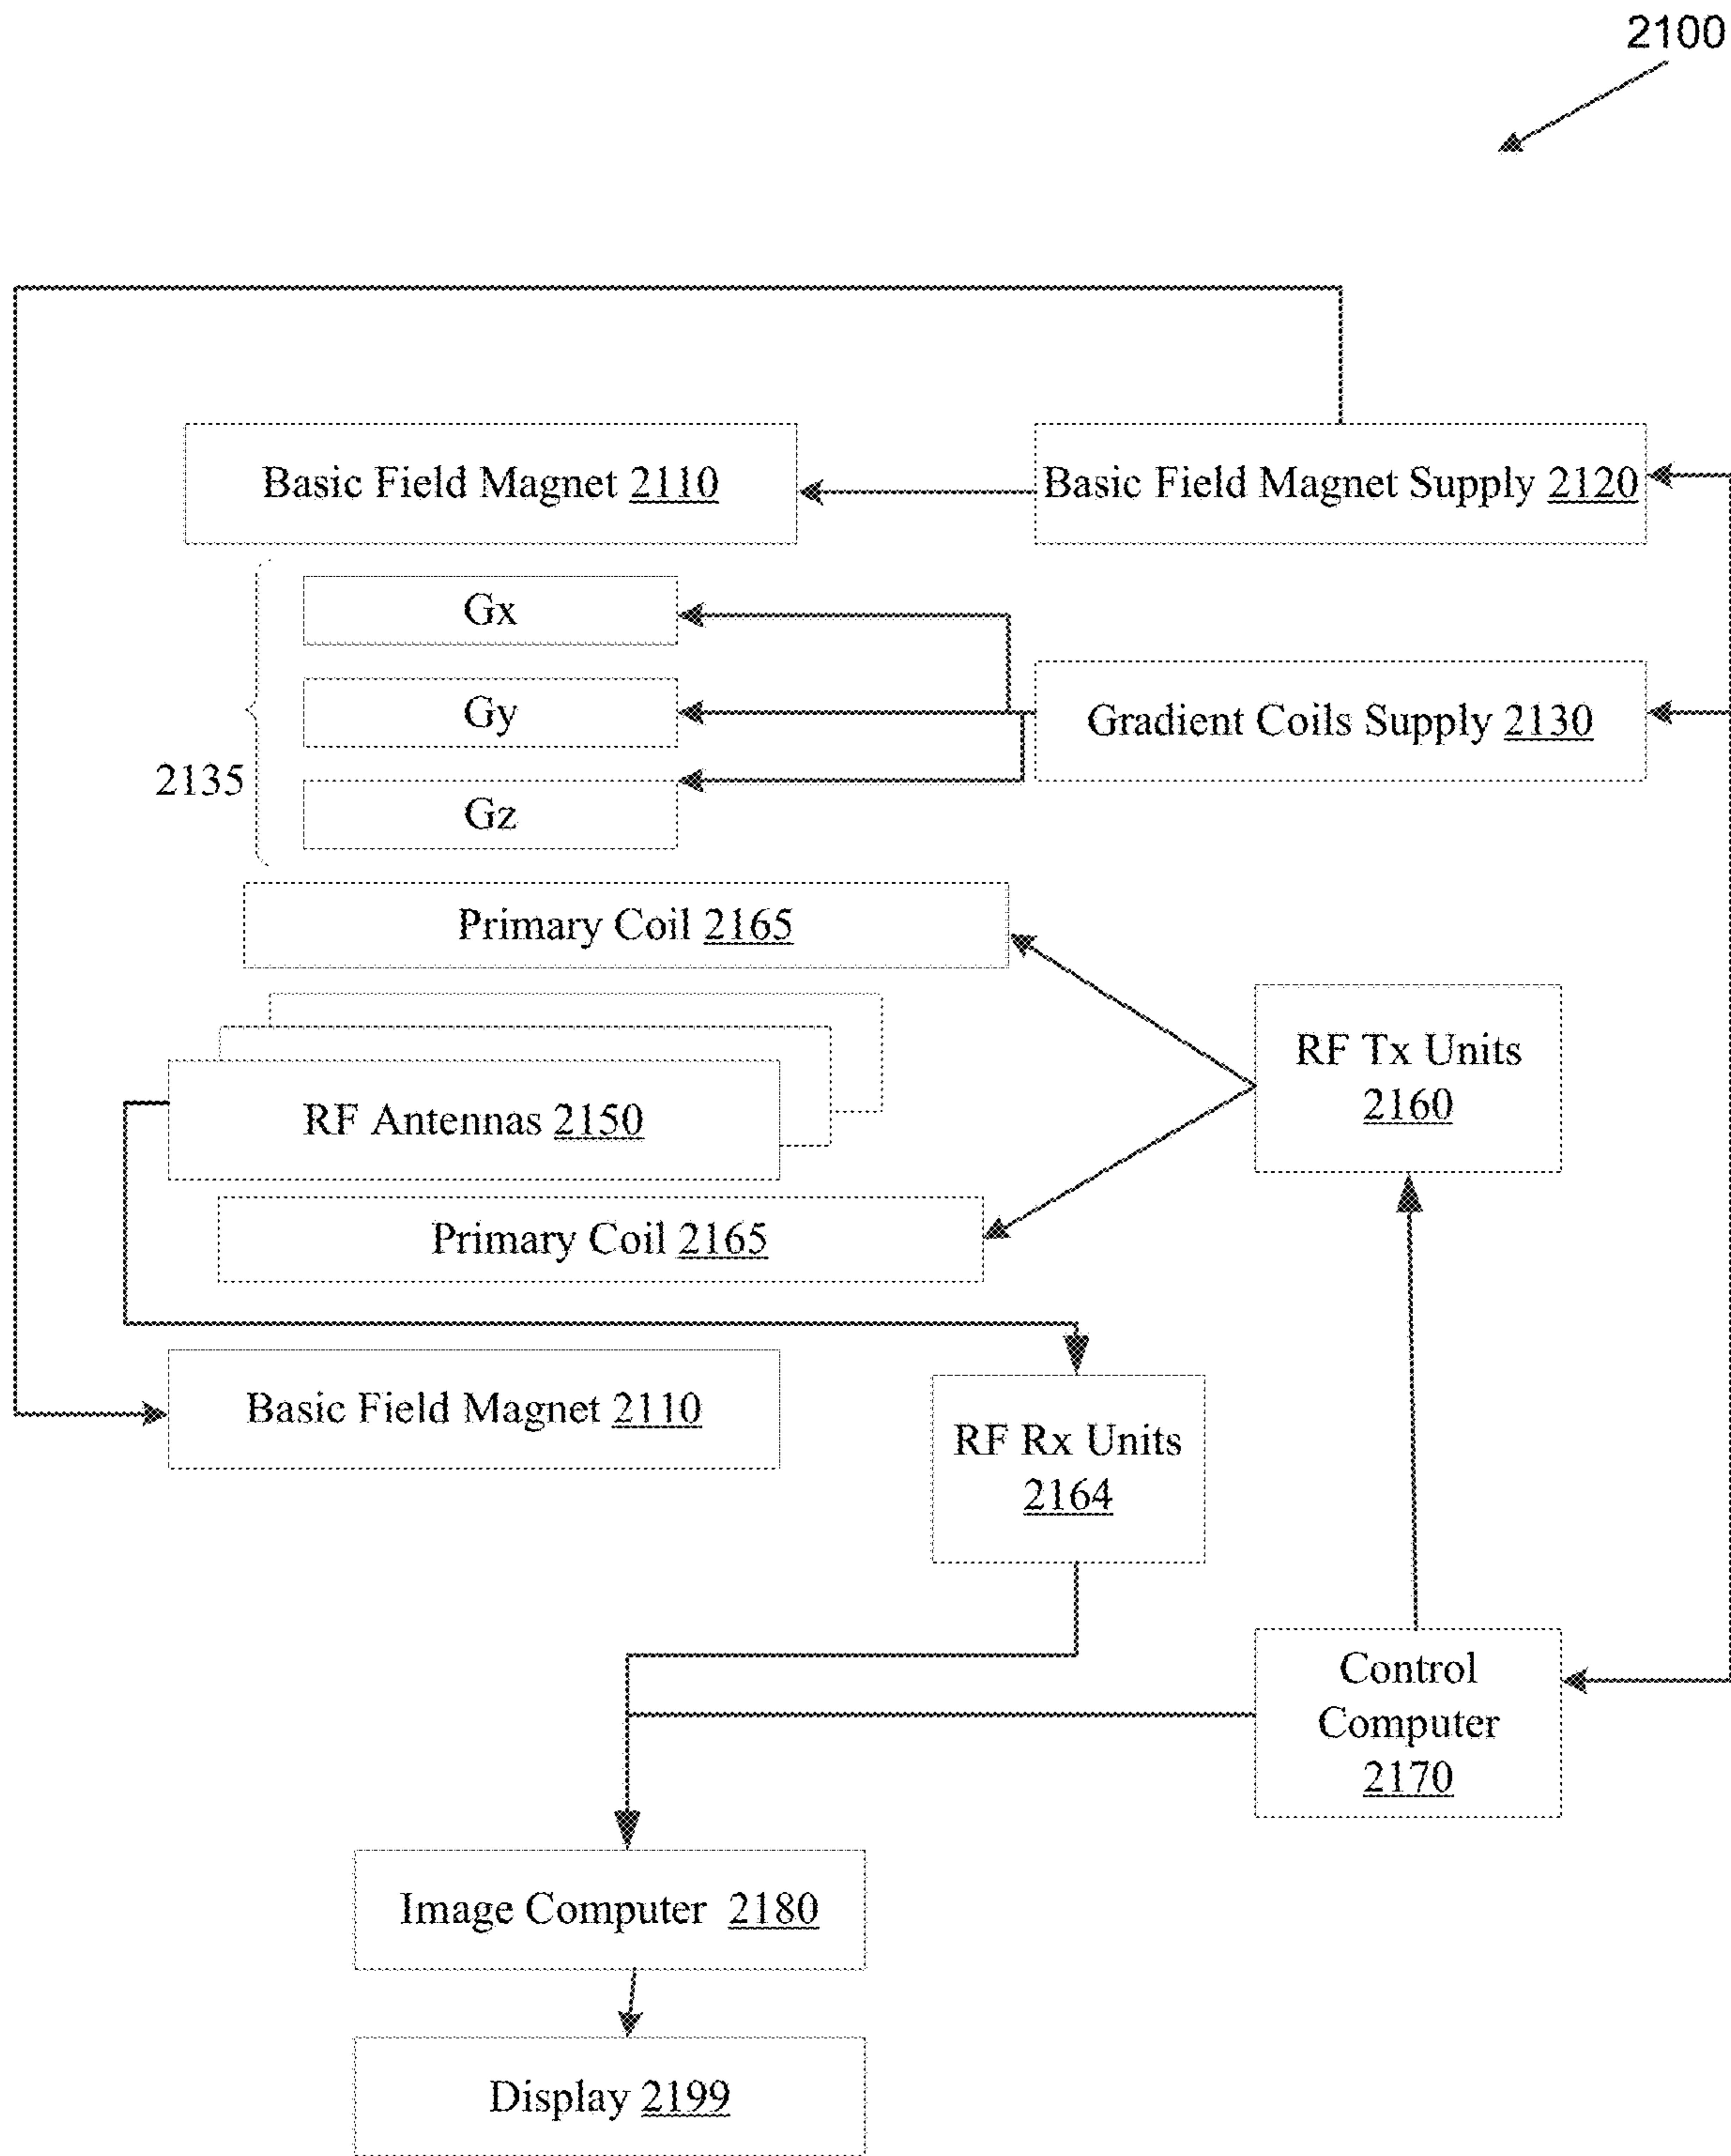 2100
Basic Field Magnet 2110
Basic Field Magnet Supply 2120
Gx
Gy
Gradient Coils Supply 2130
2135
Gz
Primary Coil 2165
RF Tx Units
2160
RF Antennas 2150
Primary Coil 2165
Basic Field Magnet 2110
RF Rx Units
2164
Control
Computer
2170
Image Computer 2180
Display 2199